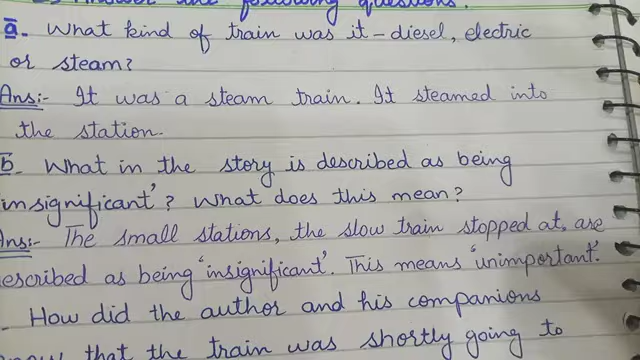 Answer the following questions.
a. What kind of train was it - diesel, electric
or steam?
Ans:- It was a steam train. It steamed into
the station.
b. What in the story is described as being
insignificant'? What does this mean?
Ans:- The small stations, the slow train stopped at, are
escribed as being 'insignificant'. This means 'unimportant'.
How did the author and his companions
that the train was shortly going to